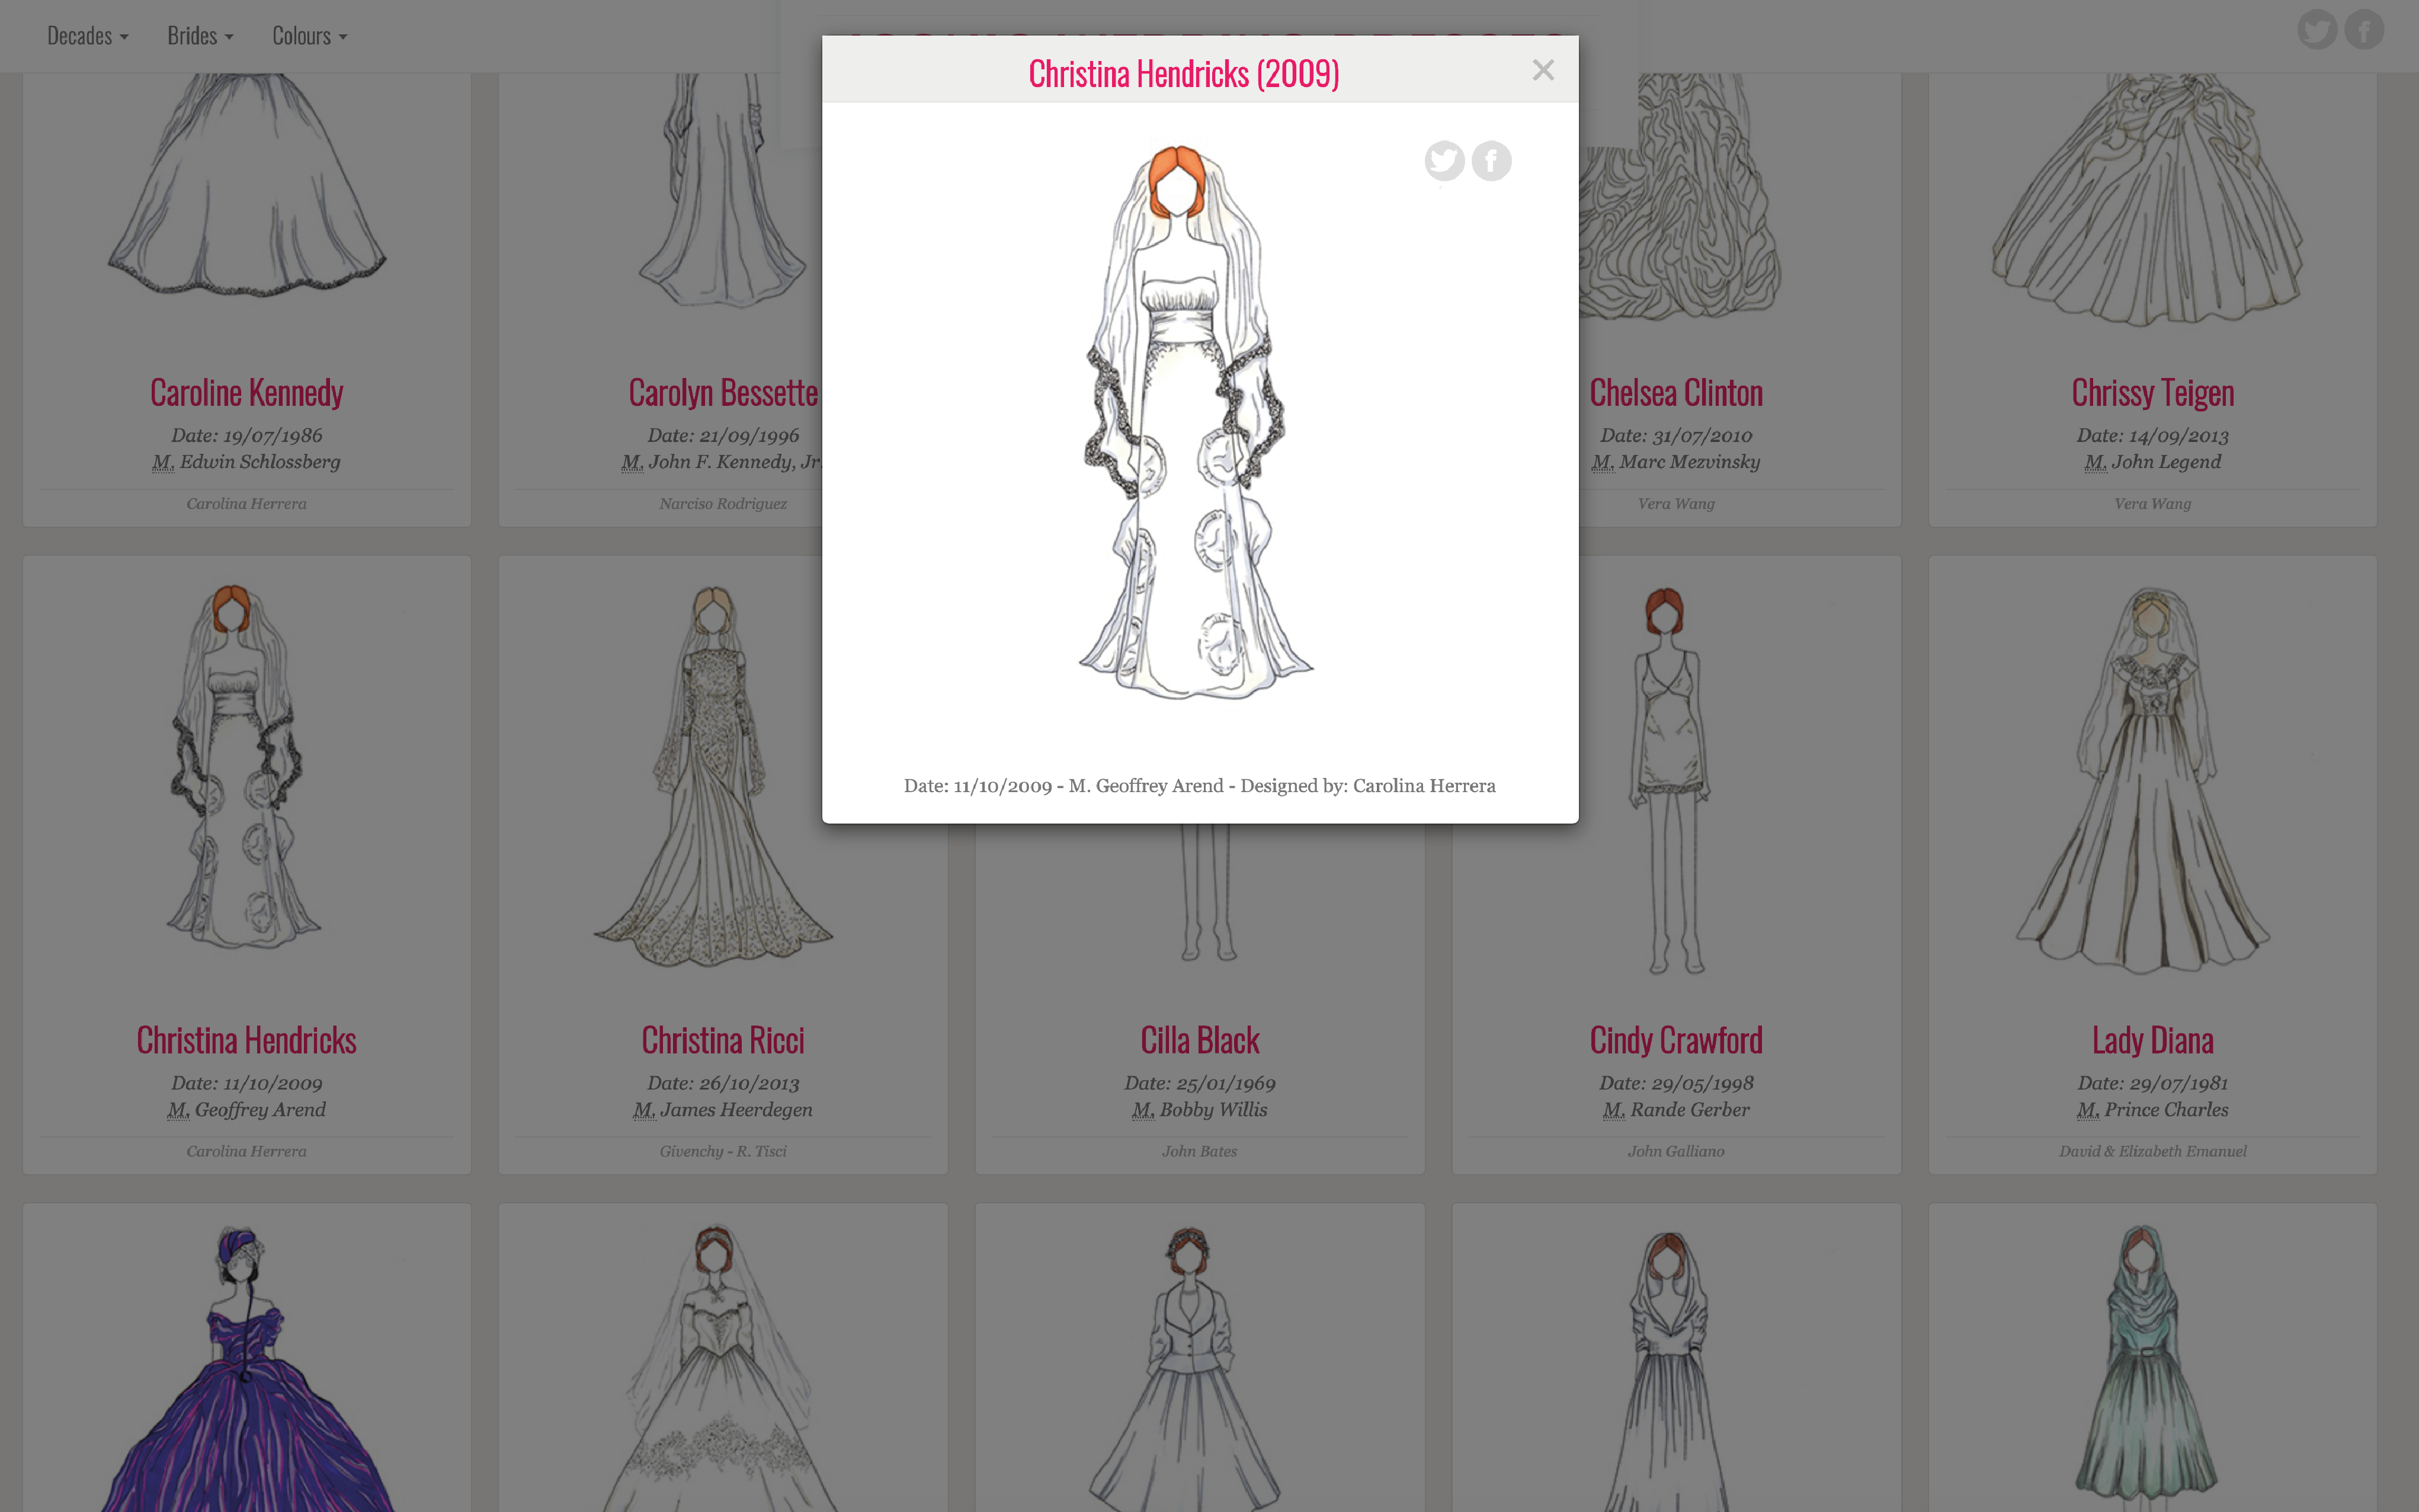 Decades
Brides
Colours
Christina Hendricks (2009)
Date: 11/10/2009 - M. Geoffrey Arend - Designed by: Carolina Herrera
Caroline Kennedy
Date: 19/07/1986
M. Edwin Schlossberg
Carolina Herrera
Carolyn Bessette
Date: 21/09/1996
M. John F. Kennedy, Jr.
Narciso Rodriguez
Chelsea Clinton
Date: 31/07/2010
M. Marc Mezvinsky
Vera Wang
Chrissy Teigen
Date: 14/09/2013
M. John Legend
Vera Wang
Christina Hendricks
Date: 11/10/2009
M. Geoffrey Arend
Carolina Herrera
Christina Ricci
Date: 26/10/2013
M. James Heerdegen
Givenchy - R. Tisci
Cilla Black
Date: 25/01/1969
M. Bobby Willis
John Bates
Cindy Crawford
Date: 29/05/1998
M. Rande Gerber
John Galliano
Lady Diana
Date: 29/07/1981
M. Prince Charles
David & Elizabeth Emanuel